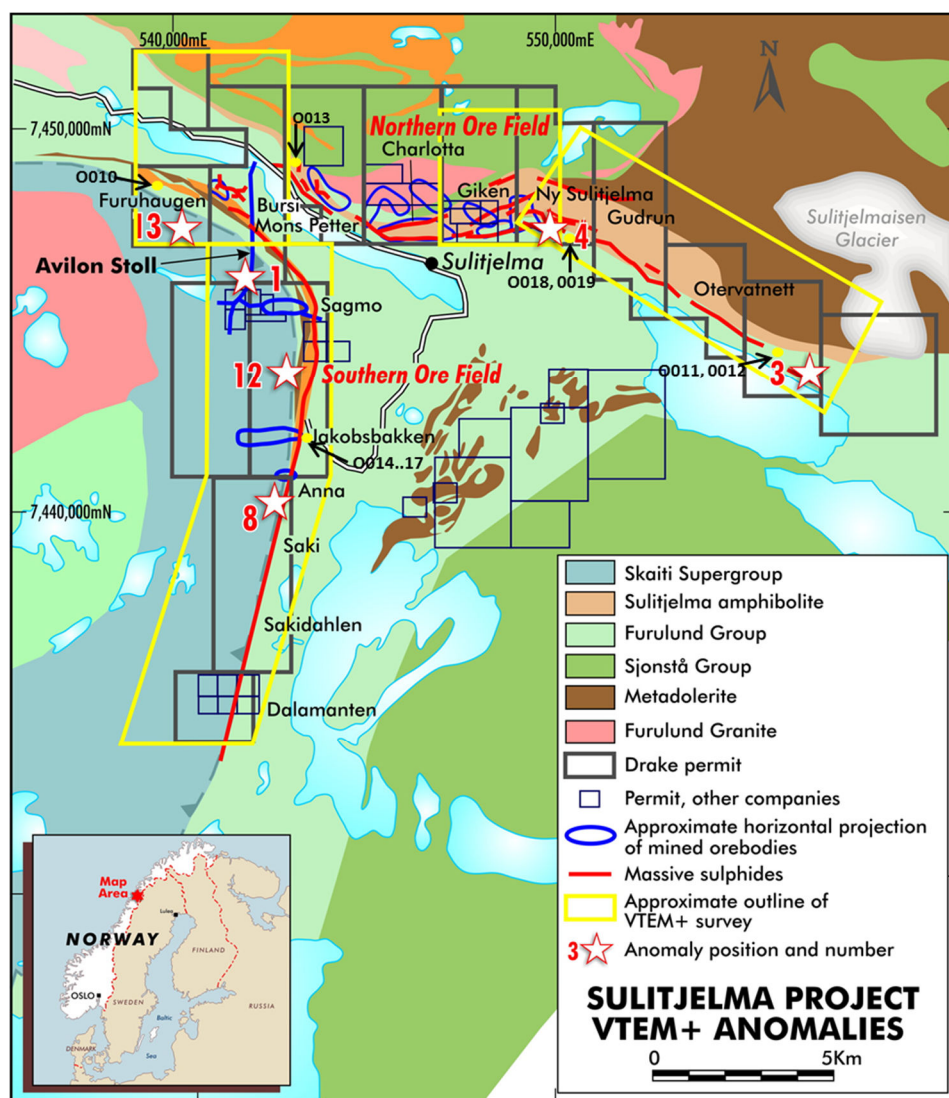 540,000mE
550,000mE
N
7,450,000mN
O013
Northern Ore Field
Charlotta
O010
Furuhaugen
Giken
Ny Sulitjelma
Bursi
Gudrun
Mons Petter
13
4
Sulitjelmaisen
Glacier
Avilon Stoll
Sulitjelma
1
O018, 0019
Otervatnett
Sagmo
12
Southern Ore Field
O011, 0012
3
Jakobsbakken
O014..17
Anna
7,440,000mN
8
Saki
Sakidahlen
Dalamanten
Skaiti Supergroup
Sulitjelma amphibolite
Furulund Group
Sjonstå Group
Metadolerite
Furulund Granite
Drake permit
Permit, other companies
Approximate horizontal projection
of mined orebodies
Massive sulphides
Approximate outline of
VTEM+ survey
3 Anomaly position and number
SULITJELMA PROJECT
VTEM+ ANOMALIES
0 5Km
Map
Area
Lulea
NORWAY
FINLAND
OSLO
SWEDEN
RUSSIA
Baltic
Sea
DENMARK